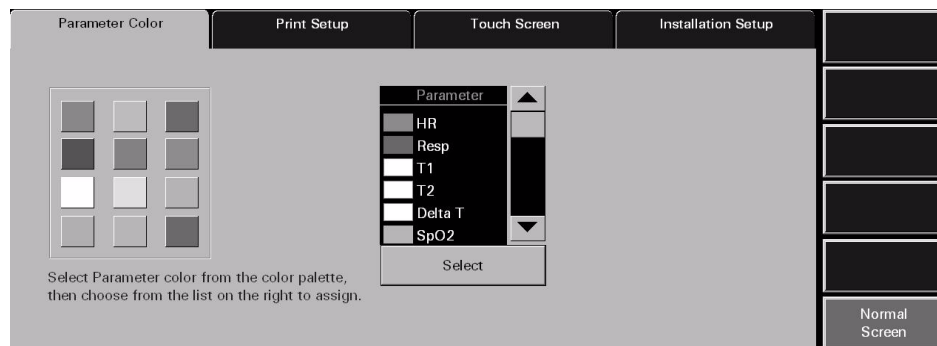 Parameter Color
Print Setup
Touch Screen
Installation Setup
Parameter
HR
Resp
T1
T2
Delta T
SpO2
Select
Select Parameter color from the color palette,
then choose from the list on the right to assign.
Normal
Screen